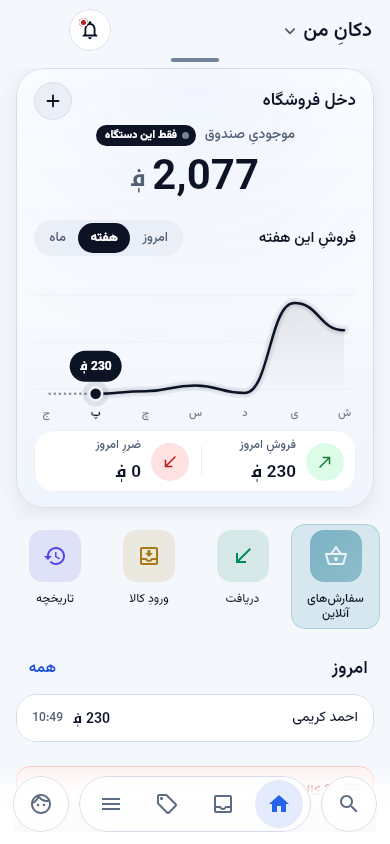 دکانِ من
دخل فروشگاه
موجودیِ صندوق
فقط این دستگاه
2,077 ؋
فروشِ این هفته
امروز
هفته
ماه
230 ؋
ش
ی
د
س
چ
پ
ج
فروشِ امروز
230 ؋
ضررِ امروز
0 ؋
سفارش‌های آنلاین
دریافت
ورودِ کالا
تاریخچه
امروز
همه
احمد کریمی
230 ؋
10:49